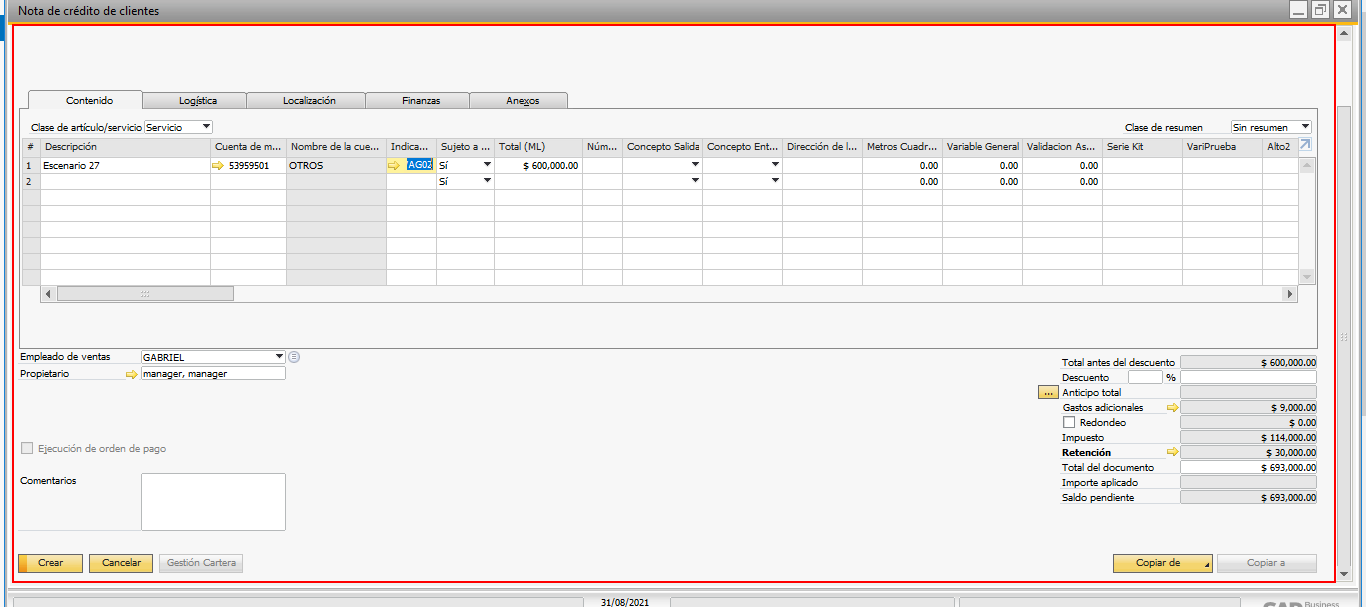 Nota de crédito de clientes
Contenido Logística Localización Finanzas Anexos
Clase de artículo/servicio Servicio Clase de resumen Sin resumen
# Descripción Cuenta de m... Nombre de la cue... Indica... Sujeto a ... Total (ML) Núm... Concepto Salida Concepto Ent... Dirección de l... Metros Cuadr... Variable General Validacion As... Serie Kit VariPrueba Alto2
1 Escenario 27 53959501 OTROS AG02 Sí $ 600,000.00 0.00 0.00 0.00
2 Sí 0.00 0.00 0.00
Empleado de ventas GABRIEL
Propietario manager, manager
Total antes del descuento $ 600,000.00
Descuento %
... Anticipo total
Gastos adicionales $ 9,000.00
Redondeo $ 0.00
Impuesto $ 114,000.00
Ejecución de orden de pago
Retención $ 30,000.00
Total del documento $ 693,000.00
Comentarios
Importe aplicado
Saldo pendiente $ 693,000.00
Crear Cancelar Gestión Cartera Copiar de Copiar a
31/08/2021 SAP Business